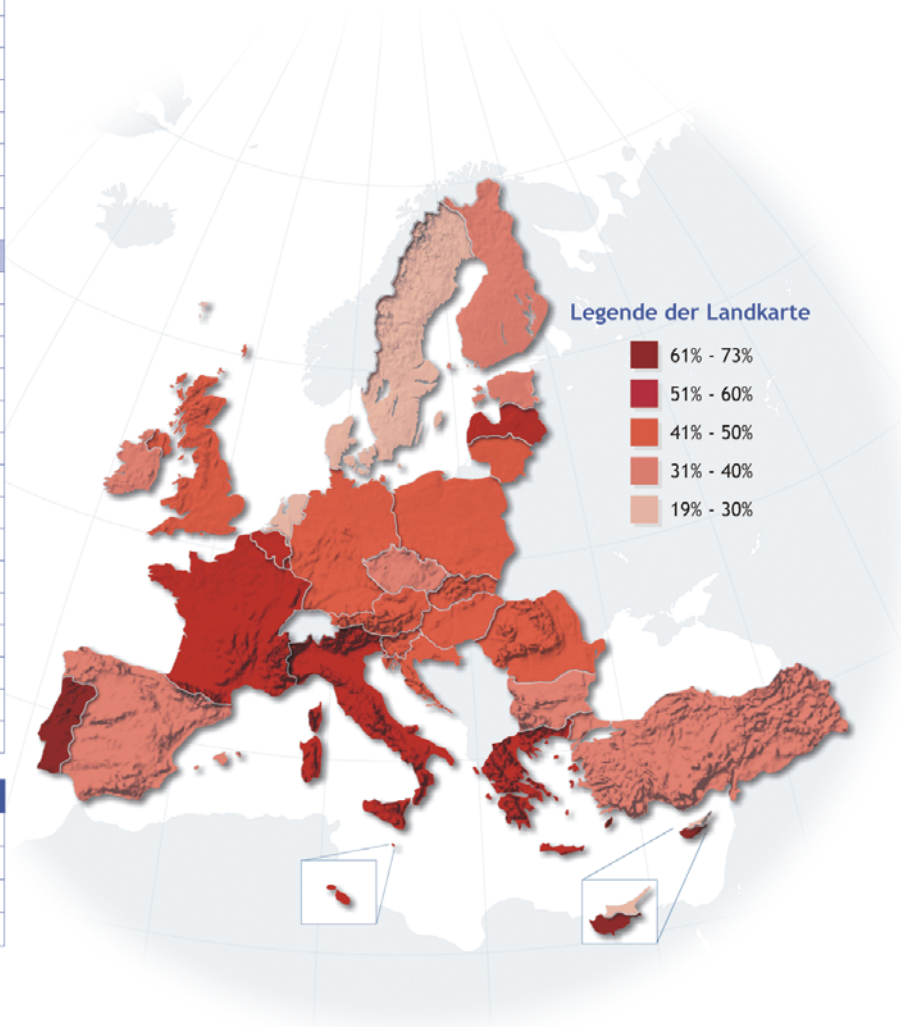 Legende der Landkarte
61% - 73%
51% - 60%
41% - 50%
31% - 40%
19% - 30%